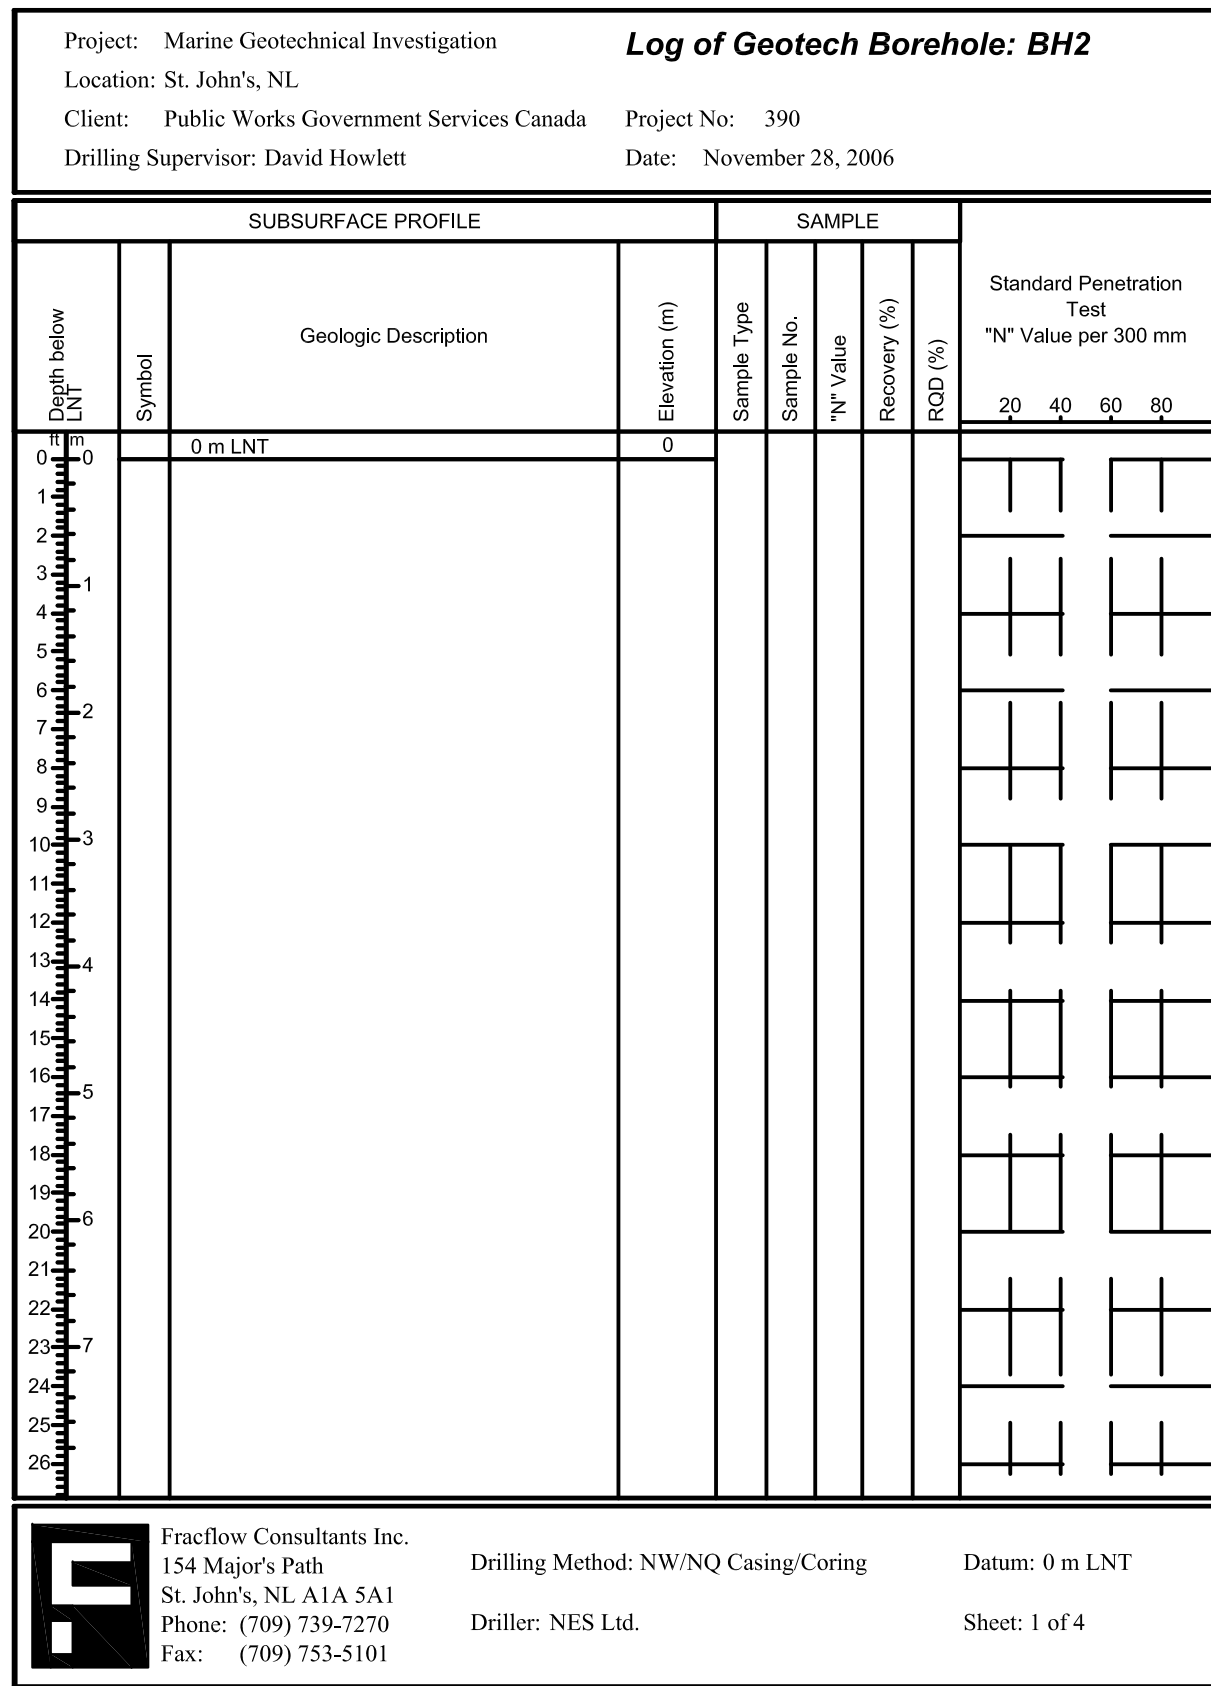 Project: Marine Geotechnical Investigation
Log of Geotech Borehole: BH2
Location: St. John's, NL
Client: Public Works Government Services Canada
Project No: 390
Drilling Supervisor: David Howlett
Date: November 28, 2006
SUBSURFACE PROFILE
SAMPLE
Depth below
LNT
Symbol
Geologic Description
Elevation (m)
Sample Type
Sample No.
"N" Value
Recovery (%)
RQD (%)
Standard Penetration
Test
"N" Value per 300 mm
20 40 60 80
ft m
0 m LNT
0
0 0
1
2
3
1
4
5
6
2
7
8
9
3
10
11
12
13
4
14
15
16
5
17
18
19
6
20
21
22
23 7
24
25
26
Fracflow Consultants Inc.
154 Major's Path
St. John's, NL A1A 5A1
Phone: (709) 739-7270
Fax: (709) 753-5101
Drilling Method: NW/NQ Casing/Coring
Driller: NES Ltd.
Datum: 0 m LNT
Sheet: 1 of 4